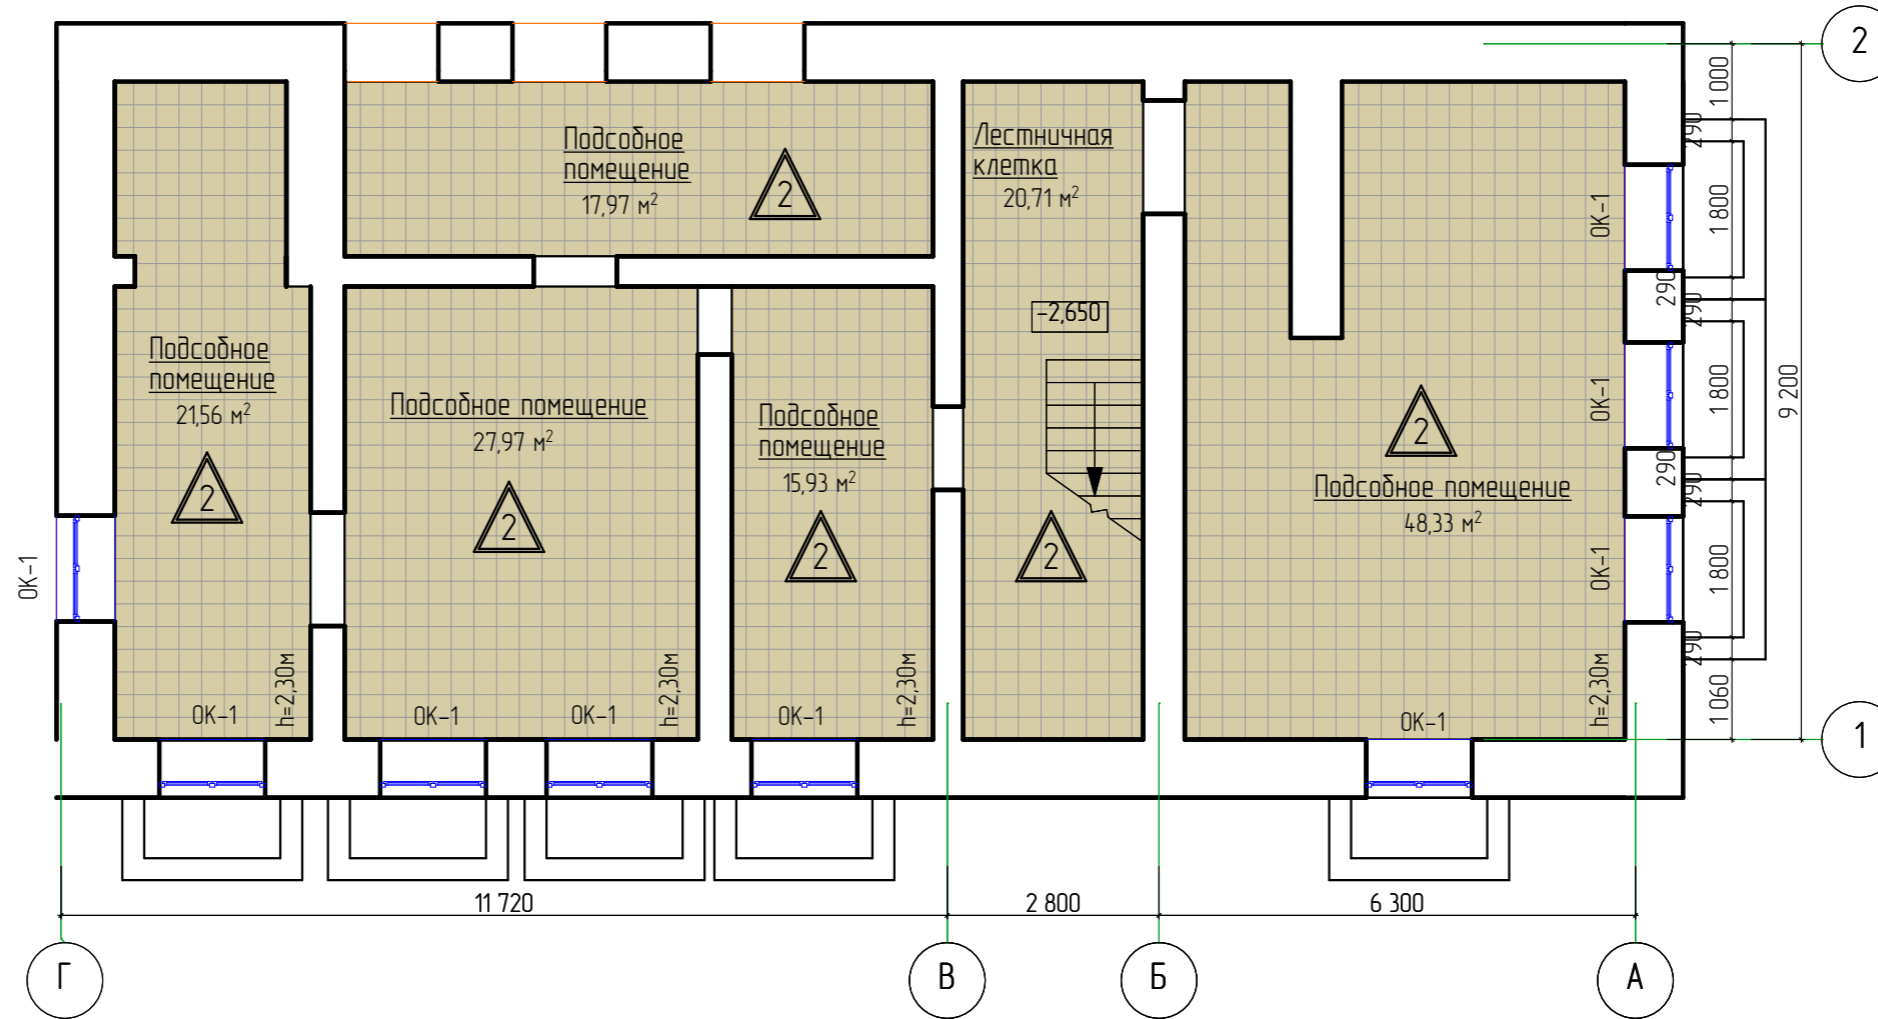 2
1 000
290
Подсобное
помещение
17,97 м²
2
Лестничная
клетка
20,71 м²
ОК-1
1 800
290
290
-2,650
9 200
Подсобное
помещение
21,56 м²
2
Подсобное помещение
27,97 м²
2
Подсобное
помещение
15,93 м²
2
2
2
Подсобное помещение
48,33 м²
ОК-1
1 800
290
290
ОК-1
ОК-1
1 800
290
1 060
h=2,30м
h=2,30м
h=2,30м
h=2,30м
ОК-1
ОК-1
ОК-1
ОК-1
ОК-1
1
11 720
2 800
6 300
Г
В
Б
А